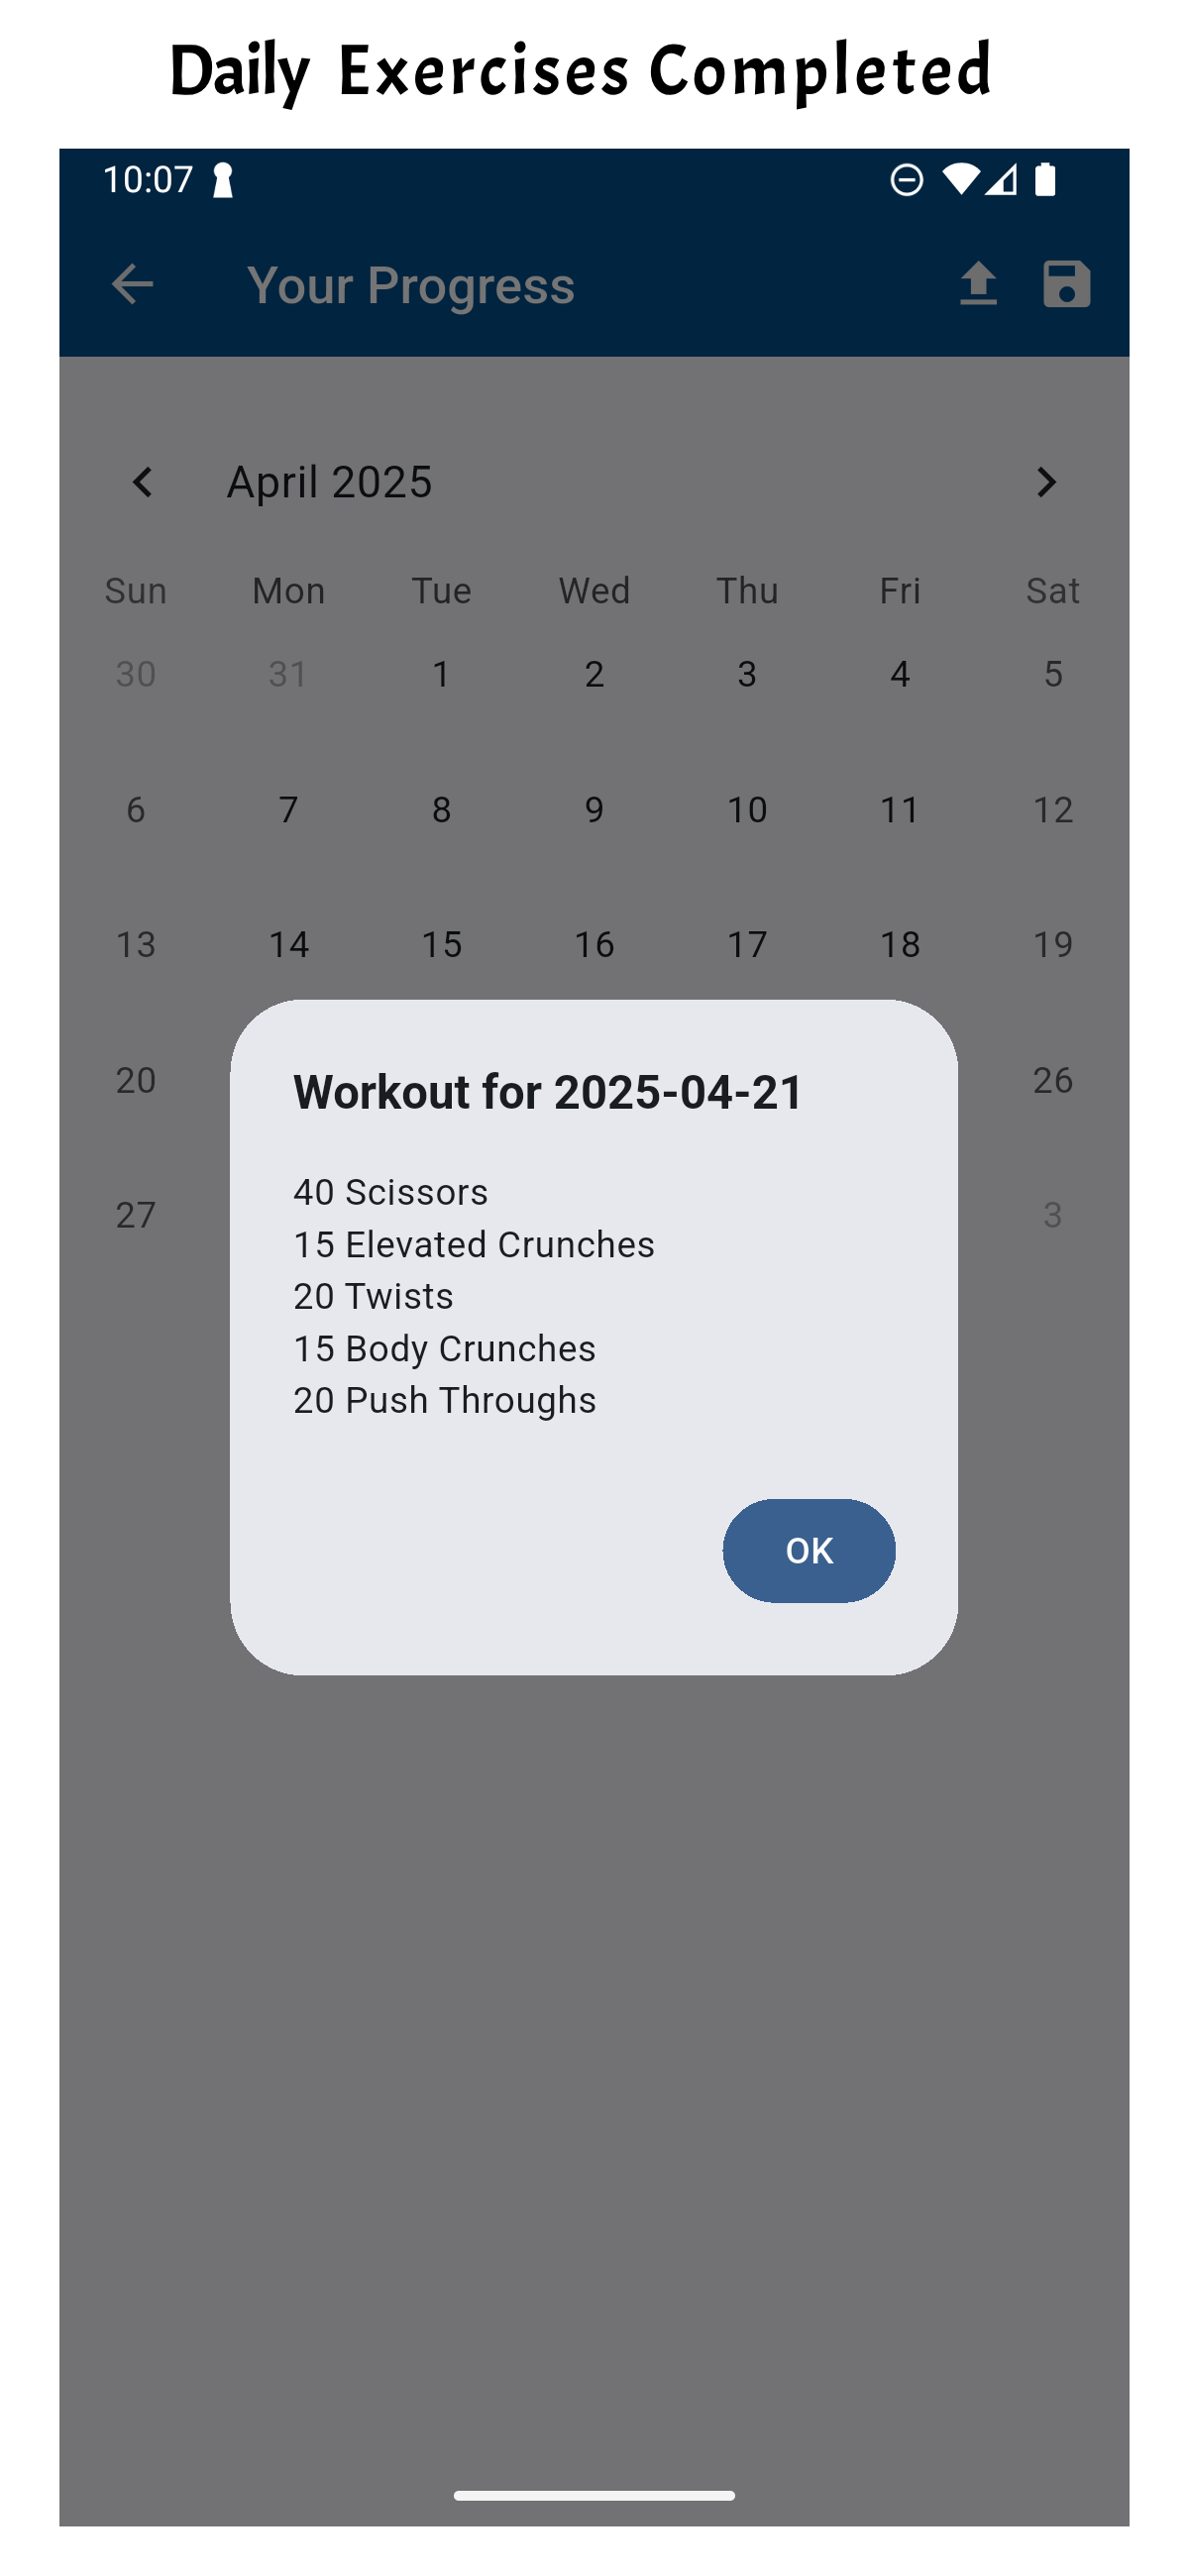 Daily Exercises Completed
10:07
Your Progress
April 2025
Sun Mon Tue Wed Thu Fri Sat
30 31 1 2 3 4 5
6 7 8 9 10 11 12
13 14 15 16 17 18 19
20 26
27 3
Workout for 2025-04-21
40 Scissors
15 Elevated Crunches
20 Twists
15 Body Crunches
20 Push Throughs
OK